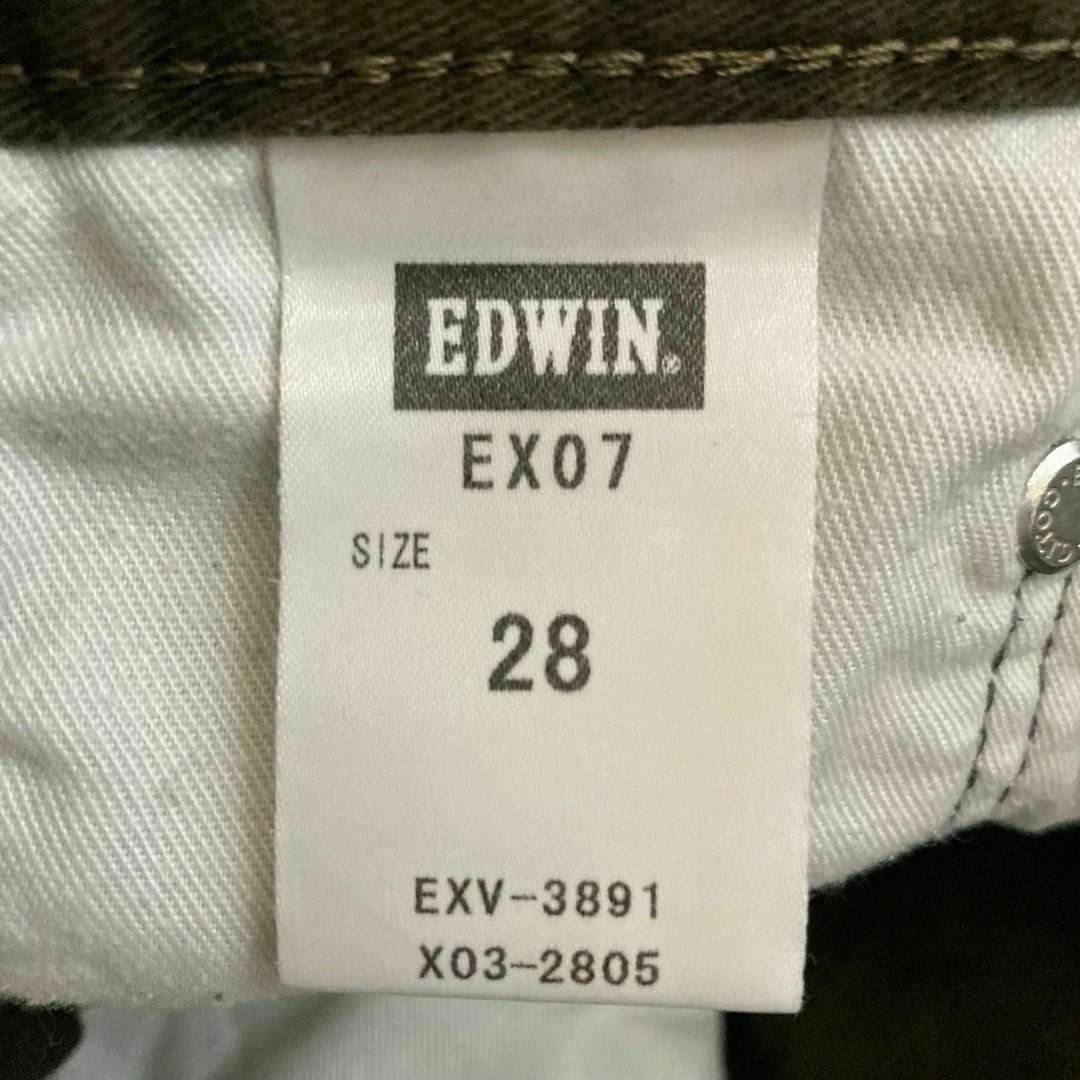 EDWIN®
EX07
SIZE
28
EXV-3891
X03-2805